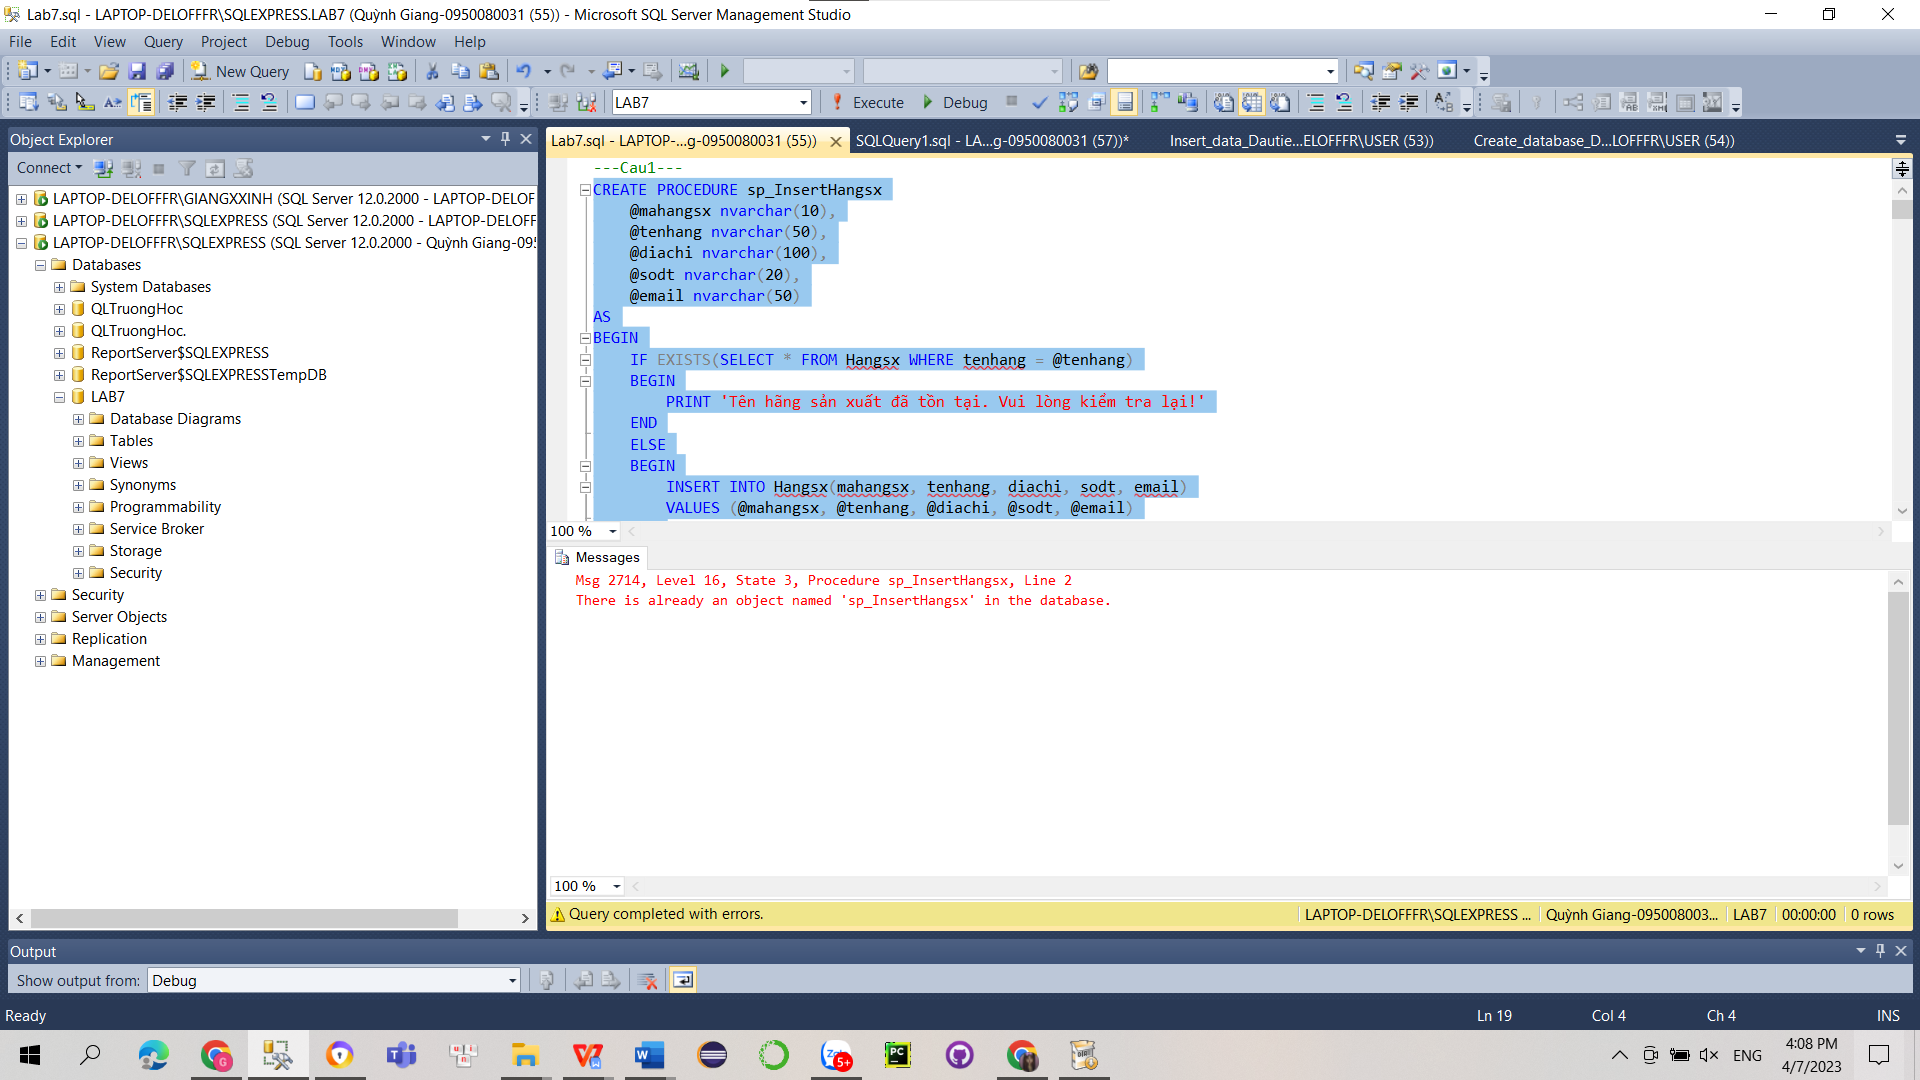 Lab7.sql - LAPTOP-DELOFFFR\SQLEXPRESS.LAB7 (Quỳnh Giang-0950080031 (55)) - Microsoft SQL Server Management Studio
File Edit View Query Project Debug Tools Window Help
New Query
LAB7 Execute Debug
Object Explorer
Connect
LAPTOP-DELOFFFR\GIANGXXINH (SQL Server 12.0.2000 - LAPTOP-DELOF
LAPTOP-DELOFFFR\SQLEXPRESS (SQL Server 12.0.2000 - LAPTOP-DELOFF
LAPTOP-DELOFFFR\SQLEXPRESS (SQL Server 12.0.2000 - Quỳnh Giang-09
Databases
System Databases
QLTruongHoc
QLTruongHoc.
ReportServer$SQLEXPRESS
ReportServer$SQLEXPRESSTempDB
LAB7
Database Diagrams
Tables
Views
Synonyms
Programmability
Service Broker
Storage
Security
Security
Server Objects
Replication
Management
Lab7.sql - LAPTOP-...g-0950080031 (55)) SQLQuery1.sql - LA...g-0950080031 (57))* Insert_data_Dautie...ELOFFFR\USER (53)) Create_database_D...LOFFFR\USER (54))
---Cau1---
CREATE PROCEDURE sp_InsertHangsx
@mahangsx nvarchar(10),
@tenhang nvarchar(50),
@diachi nvarchar(100),
@sodt nvarchar(20),
@email nvarchar(50)
AS
BEGIN
IF EXISTS(SELECT * FROM Hangsx WHERE tenhang = @tenhang)
BEGIN
PRINT 'Tên hãng sản xuất đã tồn tại. Vui lòng kiểm tra lại!'
END
ELSE
BEGIN
INSERT INTO Hangsx(mahangsx, tenhang, diachi, sodt, email)
VALUES (@mahangsx, @tenhang, @diachi, @sodt, @email)
100 %
Messages
Msg 2714, Level 16, State 3, Procedure sp_InsertHangsx, Line 2
There is already an object named 'sp_InsertHangsx' in the database.
100 %
Query completed with errors. LAPTOP-DELOFFFR\SQLEXPRESS ... Quỳnh Giang-095008003... LAB7 00:00:00 0 rows
Output
Show output from: Debug
Ready Ln 19 Col 4 Ch 4 INS
5+
PC
ENG
4:08 PM
4/7/2023